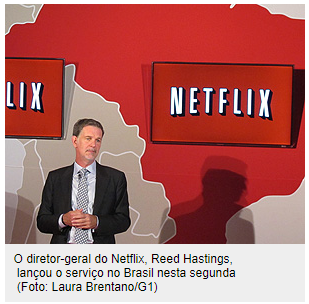 LIX
NETFLIX
O diretor-geral do Netflix, Reed Hastings,
lançou o serviço no Brasil nesta segunda
(Foto: Laura Brentano/G1)